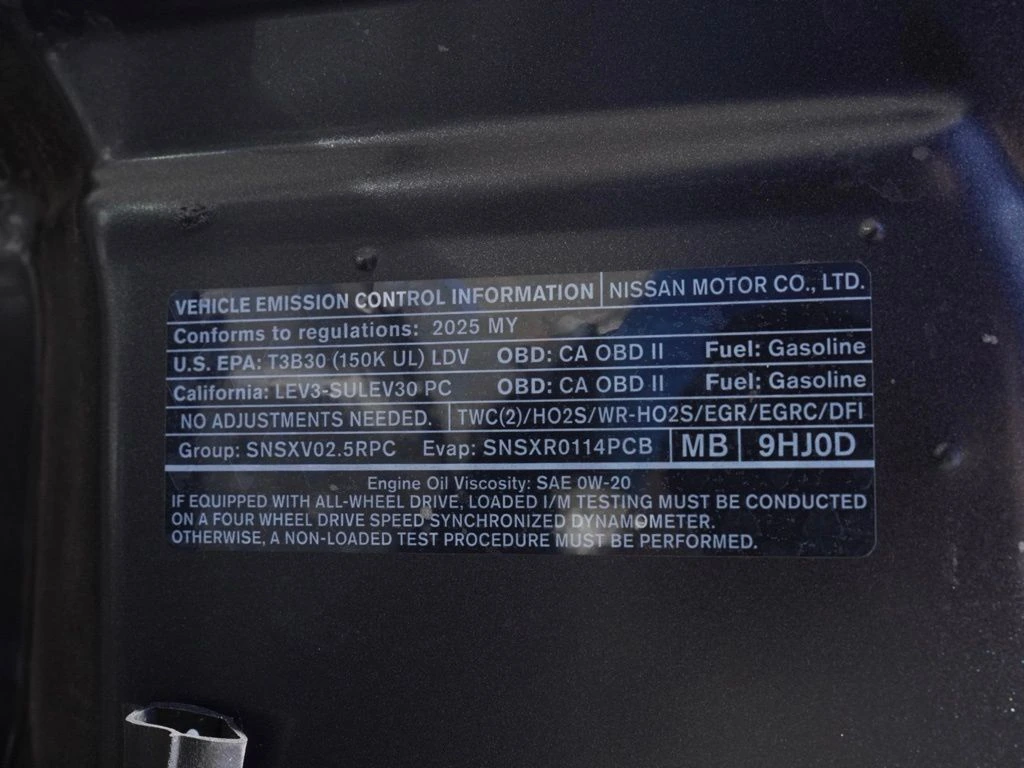 VEHICLE EMISSION CONTROL INFORMATION NISSAN MOTOR CO., LTD.
Conforms to regulations: 2025 MY
U.S. EPA: T3B30 (150K UL) LDV OBD: CA OBD II Fuel: Gasoline
California: LEV3-SULEV30 PC OBD: CA OBD II Fuel: Gasoline
NO ADJUSTMENTS NEEDED. TWC(2)/HO2S/WR-HO2S/EGR/EGRC/DFI
Group: SNSXV02.5RPC Evap: SNSXR0114PCB MB 9HJ0D
Engine Oil Viscosity: SAE 0W-20
IF EQUIPPED WITH ALL-WHEEL DRIVE, LOADED I/M TESTING MUST BE CONDUCTED
ON A FOUR WHEEL DRIVE SPEED SYNCHRONIZED DYNAMOMETER.
OTHERWISE, A NON-LOADED TEST PROCEDURE MUST BE PERFORMED.